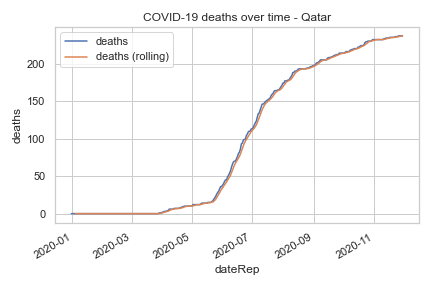 COVID-19 deaths over time - Qatar
deaths
deaths (rolling)
200
150
100
50
0
deaths
2020-01
2020-03
2020-05
2020-07
2020-09
2020-11
dateRep